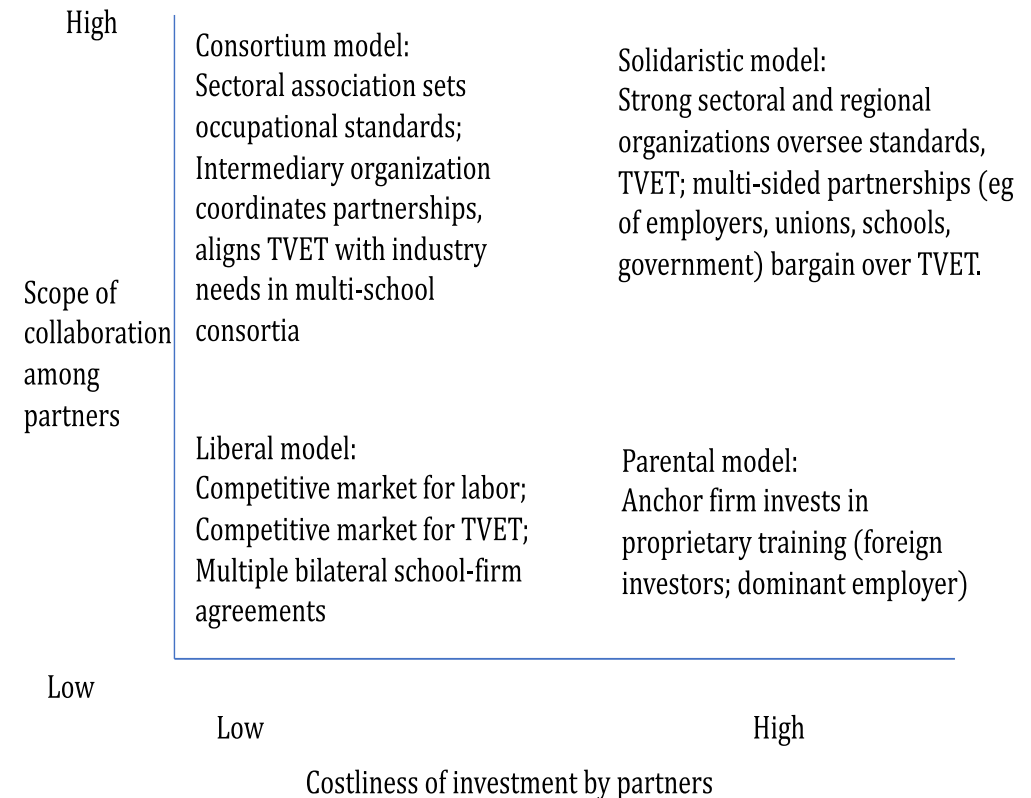 High
Consortium model:
Sectoral association sets
occupational standards;
Intermediary organization
coordinates partnerships,
aligns TVET with industry
needs in multi-school
consortia
Solidaristic model:
Strong sectoral and regional
organizations oversee standards,
TVET; multi-sided partnerships (eg
of employers, unions, schools,
government) bargain over TVET.
Scope of
collaboration
among
partners
Liberal model:
Competitive market for labor;
Competitive market for TVET;
Multiple bilateral school-firm
agreements
Parental model:
Anchor firm invests in
proprietary training (foreign
investors; dominant employer)
Low
Low
High
Costliness of investment by partners